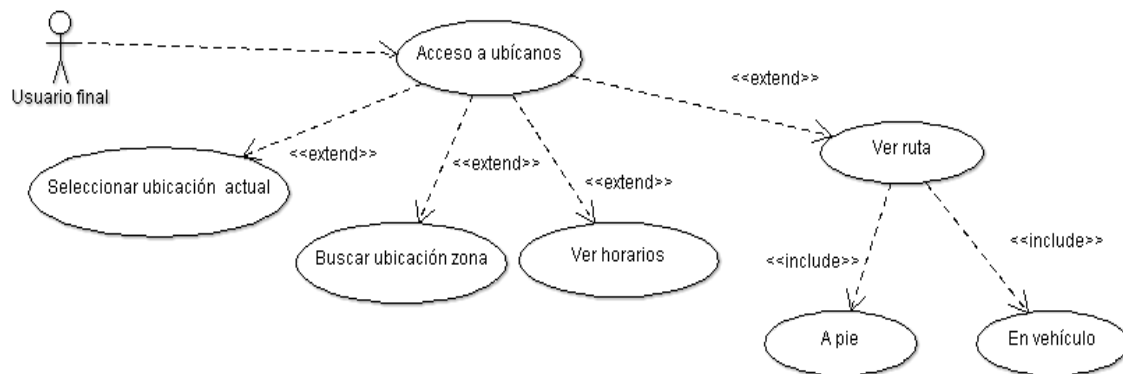 Acceso a ubícanos
Usuario final
<<extend>>
Ver ruta
<<extend>>
<<extend>>
<<extend>>
Seleccionar ubicación actual
Buscar ubicación zona
Ver horarios
<<include>>
<<include>>
A pie
En vehículo